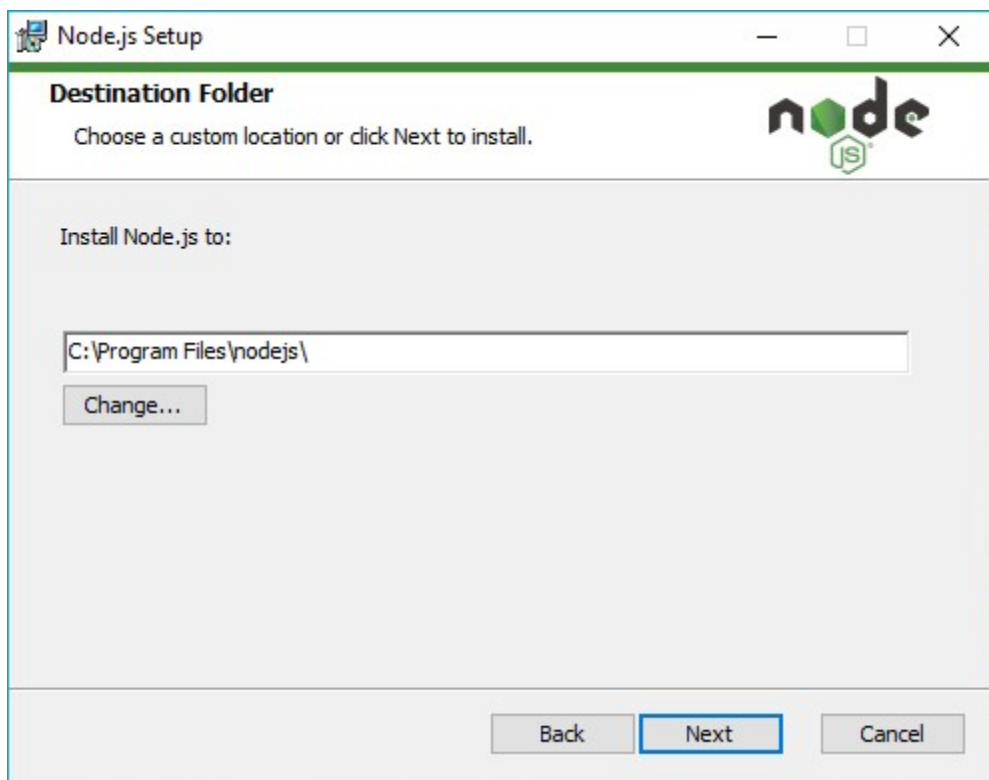 Node.js Setup
Destination Folder
Choose a custom location or click Next to install.
node
JS
Install Node.js to:
C:\Program Files\nodejs\
Change...
Back
Next
Cancel